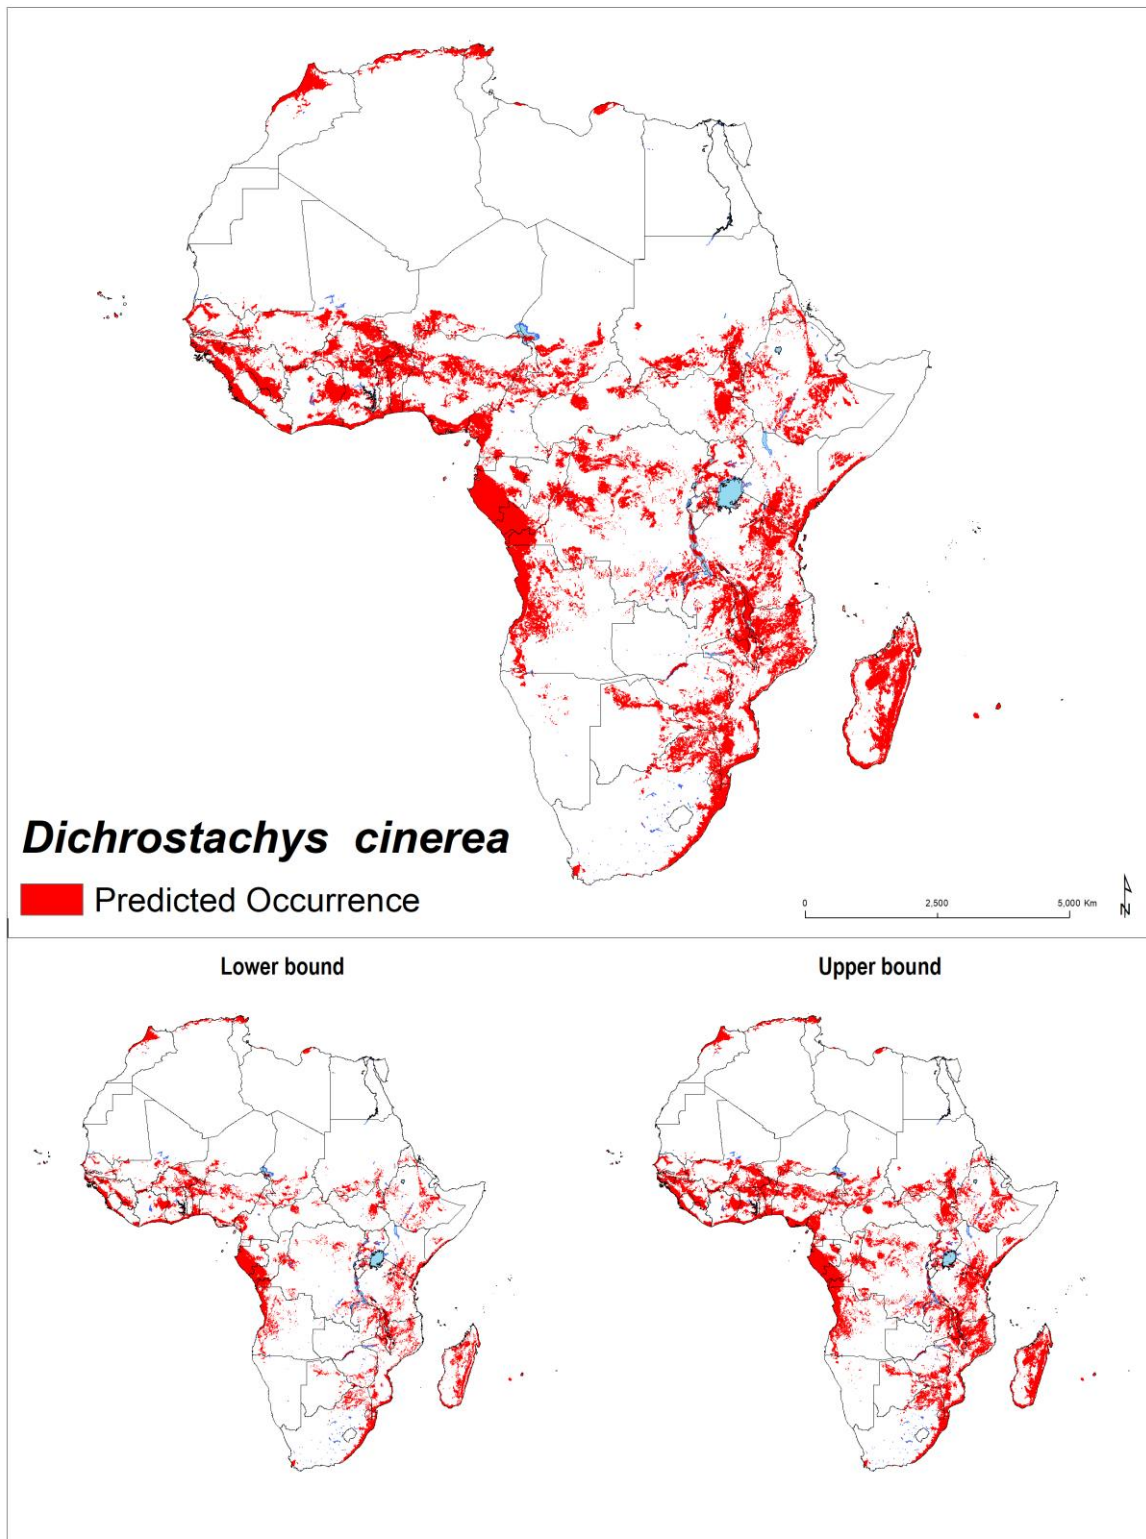 Dichrostachys cinerea
Predicted Occurrence
0 2,500 5,000 Km
N
Lower bound
Upper bound